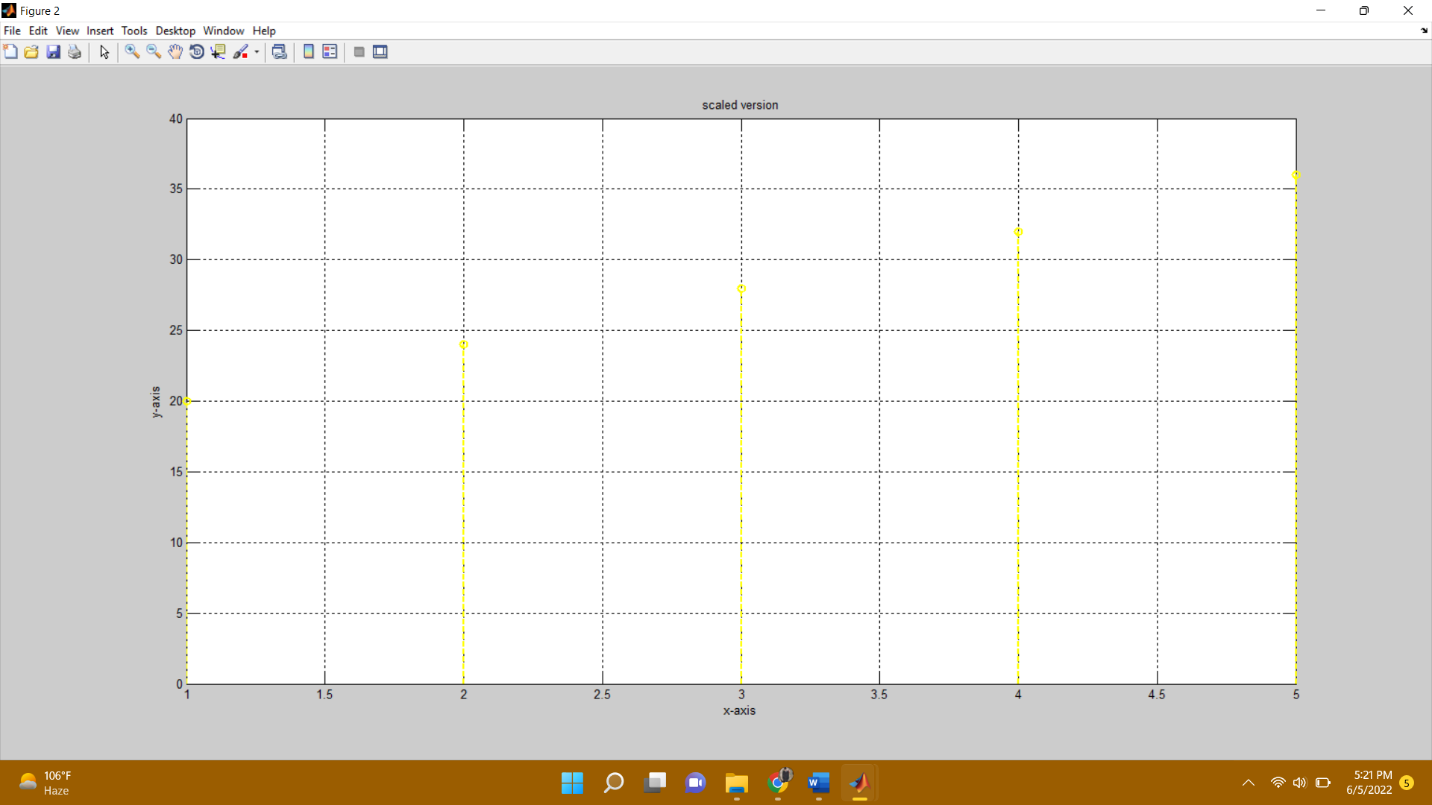 Figure 2
File Edit View Insert Tools Desktop Window Help
scaled version
40
35
30
25
20
15
10
5
0
y-axis
1 1.5 2 2.5 3 3.5 4 4.5 5
x-axis
106°F
Haze
W
5:21 PM
6/5/2022
5